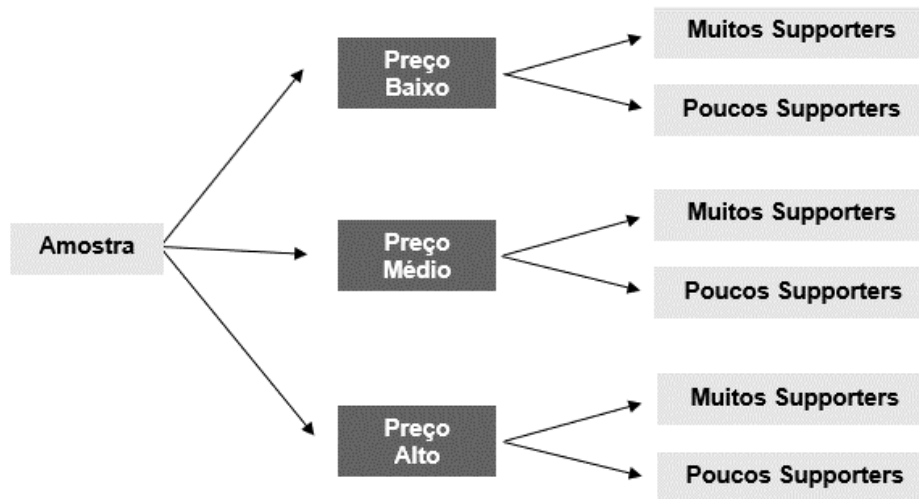 Amostra
Preço
Baixo
Muitos Supporters
Poucos Supporters
Preço
Médio
Muitos Supporters
Poucos Supporters
Preço
Alto
Muitos Supporters
Poucos Supporters